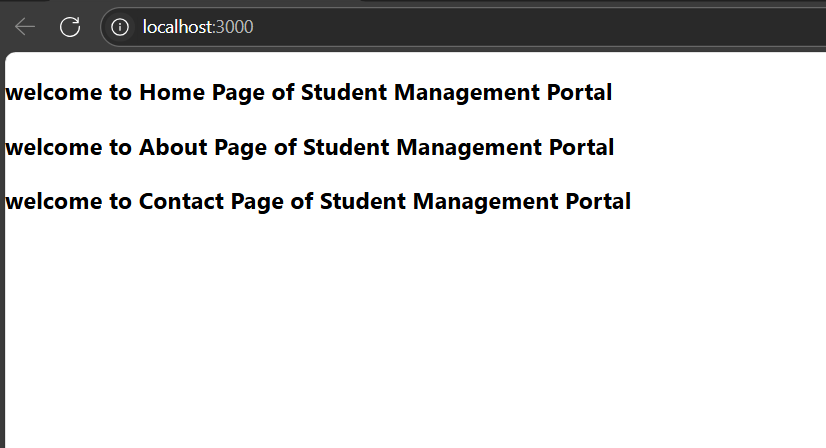 localhost:3000
welcome to Home Page of Student Management Portal
welcome to About Page of Student Management Portal
welcome to Contact Page of Student Management Portal